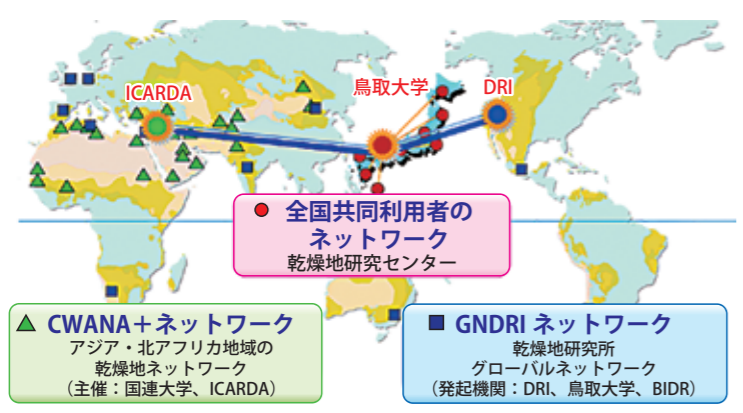 ICARDA
鳥取大学
DRI
全国共同利用者の
ネットワーク
乾燥地研究センター
CWANA＋ネットワーク
アジア・北アフリカ地域の
乾燥地ネットワーク
（主催：国連大学、ICARDA）
GNDRI ネットワーク
乾燥地研究所
グローバルネットワーク
（発起機関：DRI、鳥取大学、BIDR）